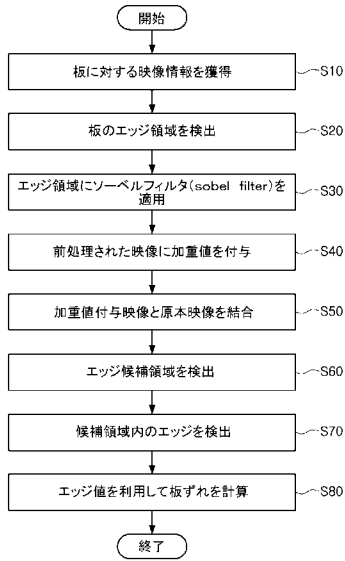 開始
板に対する映像情報を獲得
S10
板のエッジ領域を検出
S20
エッジ領域にソーベルフィルタ(sobel filter)を
適用
S30
前処理された映像に加重値を付与
S40
加重値付与映像と原本映像を結合
S50
エッジ候補領域を検出
S60
候補領域内のエッジを検出
S70
エッジ値を利用して板ずれを計算
S80
終了